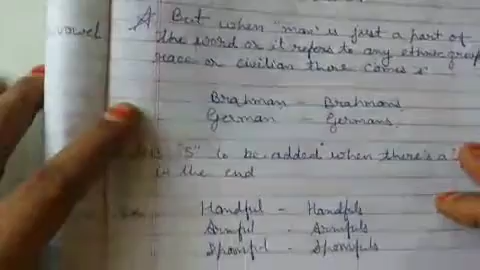 vowel
A But when "man" is just a part of
the word or it refers to any ethnic group
race or civilian there comes s
Brahman - Brahmans
German - Germans
"S" to be added when there's a
in the end
Handful - Handfuls
Armful - Armfuls
Spoonful - Spoonfuls